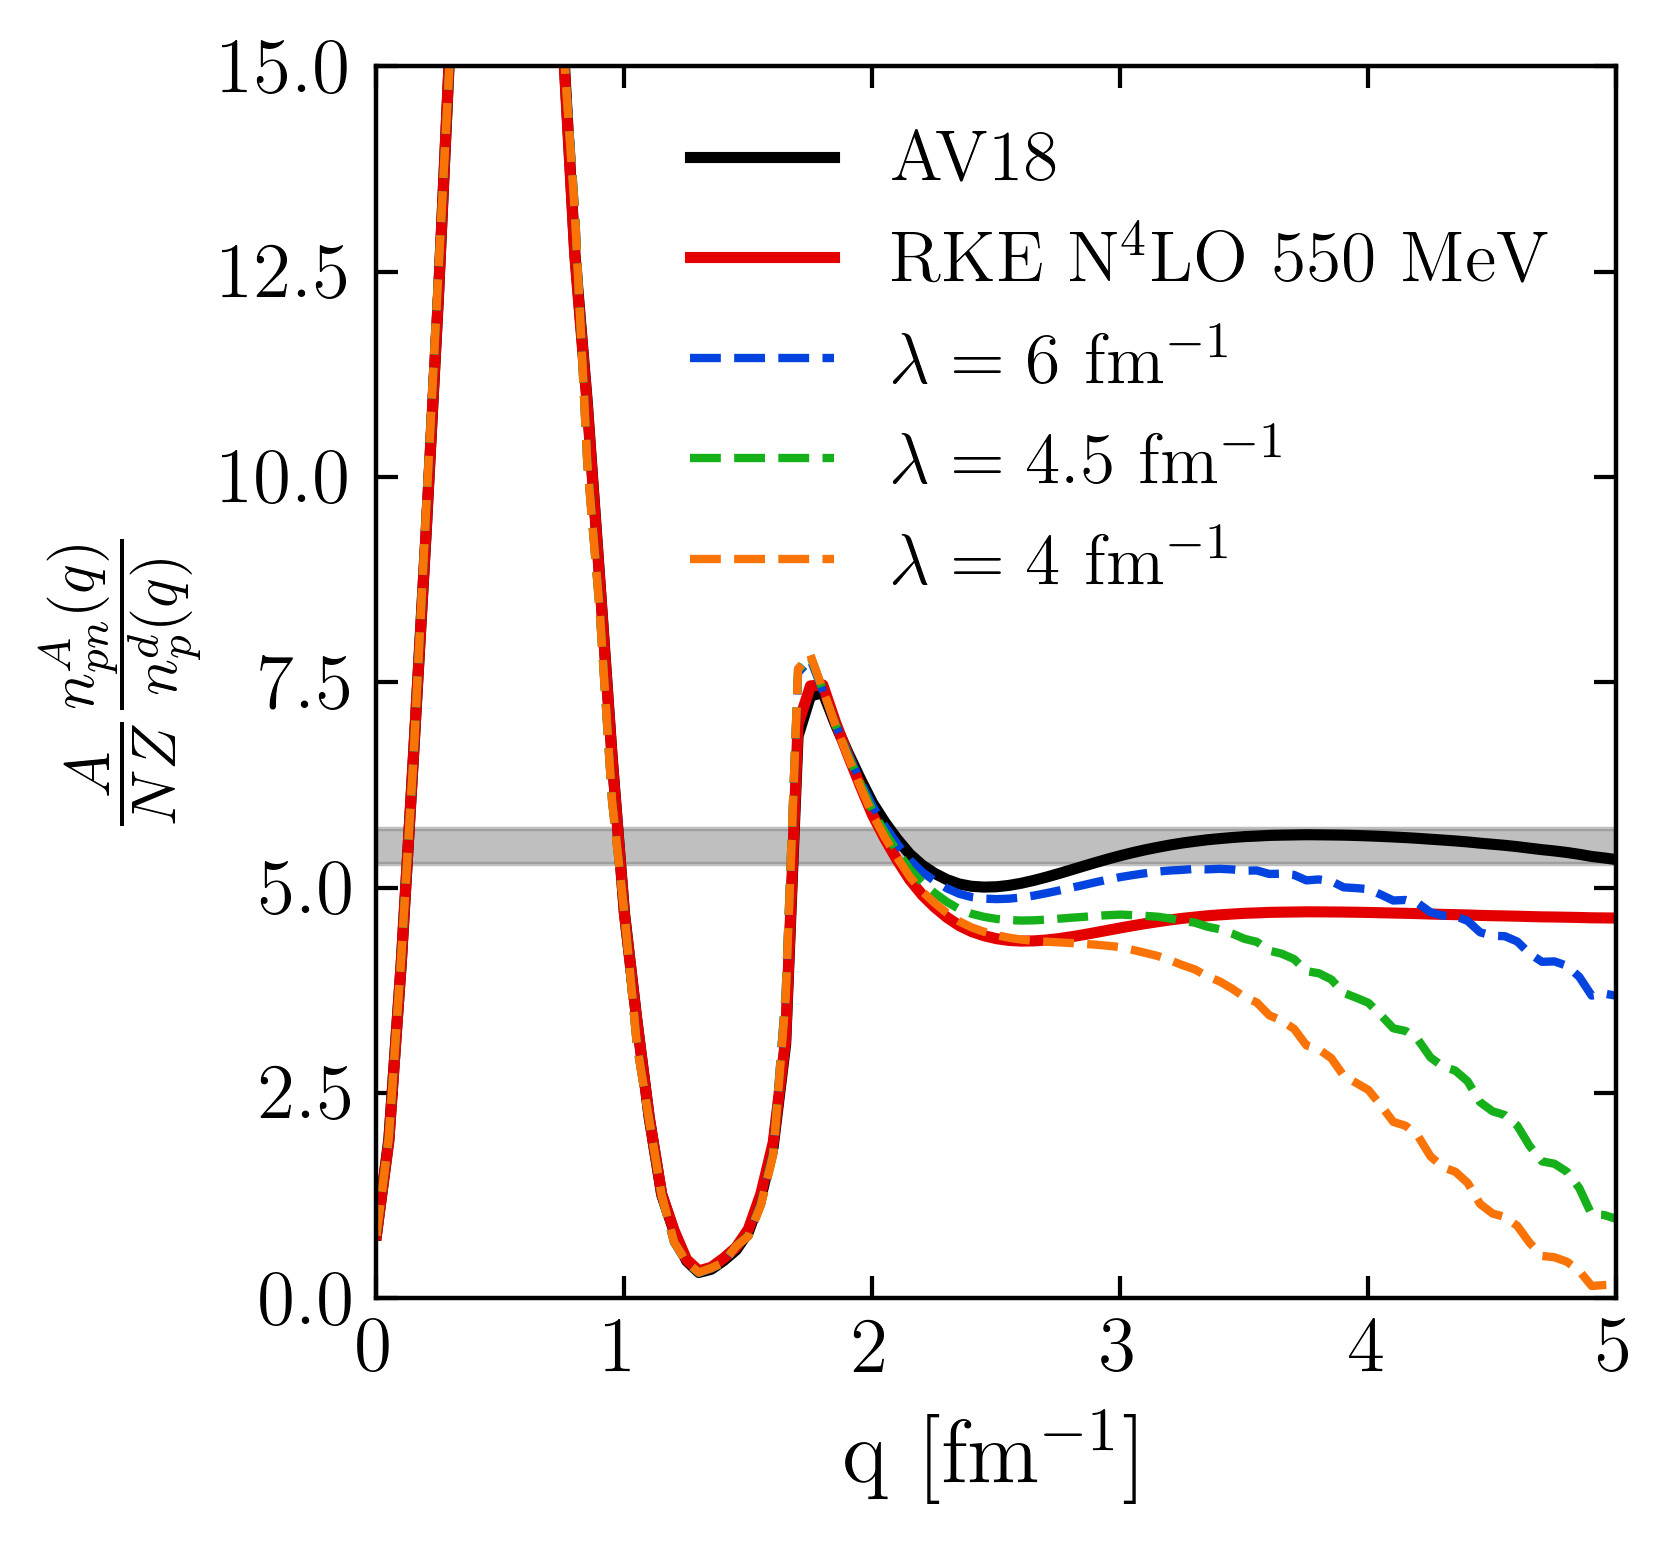 15.0
12.5
10.0
7.5
5.0
2.5
0.0
0 1 2 3 4 5
q [fm⁻¹]
A/NZ nᴬₚₙ(q)/nᵈₚ(q)
AV18
RKE N⁴LO 550 MeV
λ = 6 fm⁻¹
λ = 4.5 fm⁻¹
λ = 4 fm⁻¹